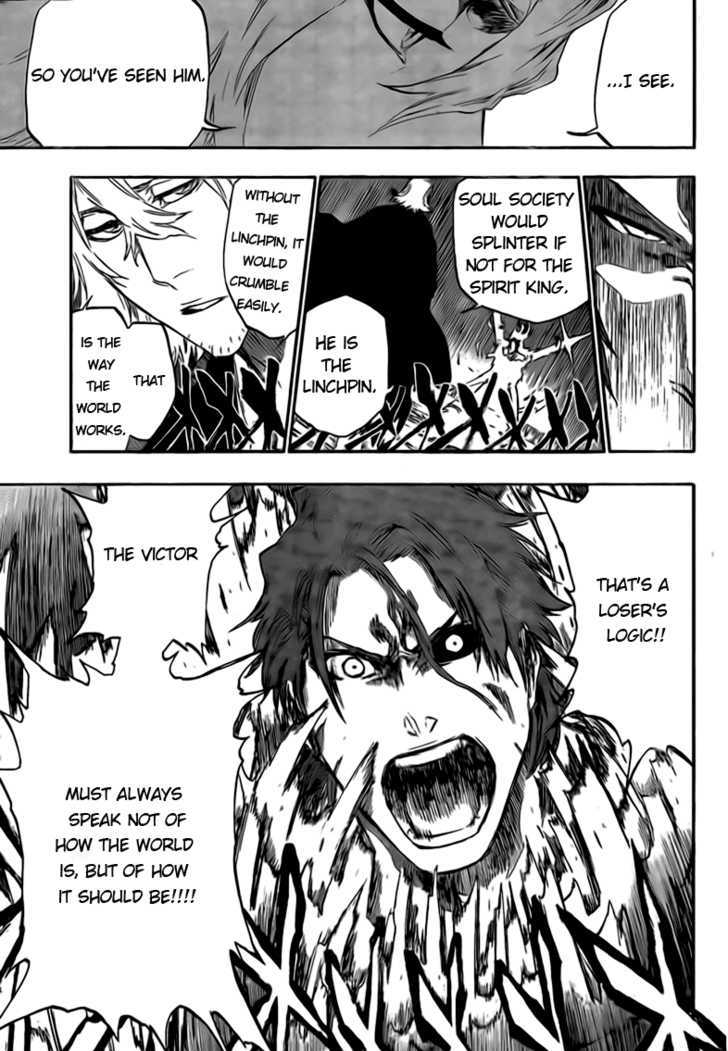 ...I SEE.
SO YOU'VE SEEN HIM.
SOUL SOCIETY
WOULD
SPLINTER IF
NOT FOR THE
SPIRIT KING.
HE IS
THE
LINCHPIN.
WITHOUT
THE
LINCHPIN, IT
WOULD
CRUMBLE
EASILY.
THAT
IS THE
WAY
THE
WORLD
WORKS.
THAT'S A
LOSER'S
LOGIC!!
THE VICTOR
MUST ALWAYS
SPEAK NOT OF
HOW THE WORLD
IS, BUT OF HOW
IT SHOULD BE!!!!